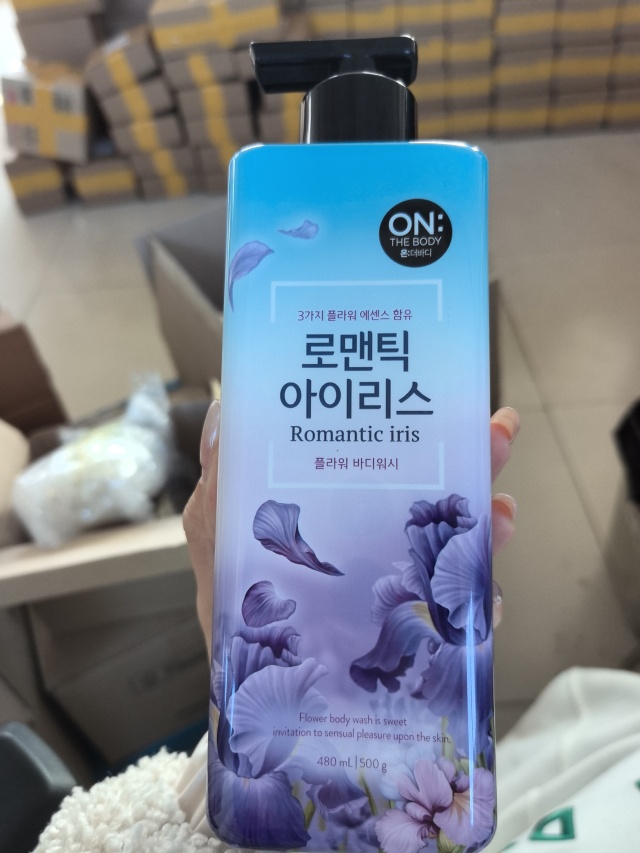 ON:
THE BODY
온:더바디
3가지 플라워 에센스 함유
로맨틱
아이리스
Romantic iris
플라워 바디워시
Flower body wash is sweet
invitation to sensual pleasure upon the skin.
480 mL | 500 g